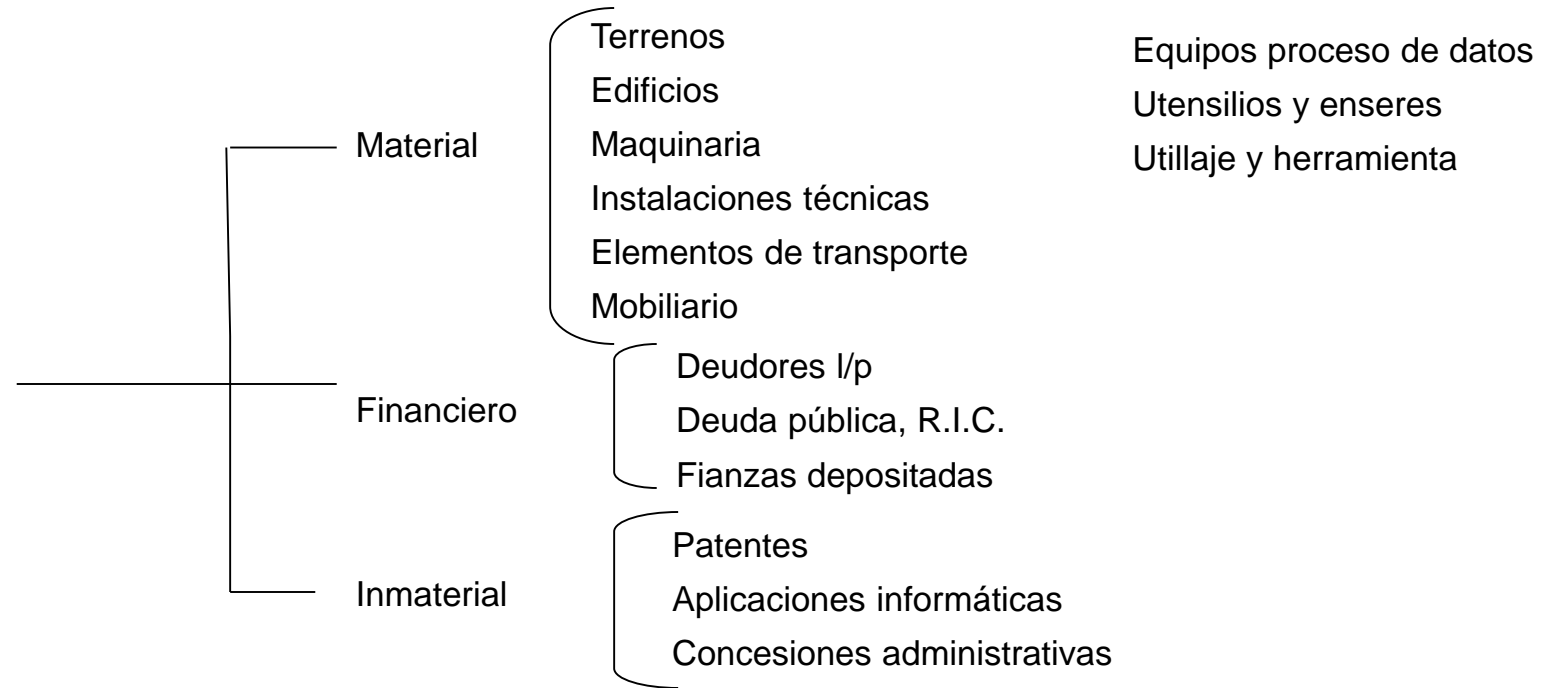 Material
Terrenos
Edificios
Maquinaria
Instalaciones técnicas
Elementos de transporte
Mobiliario
Equipos proceso de datos
Utensilios y enseres
Utillaje y herramienta
Financiero
Deudores l/p
Deuda pública, R.I.C.
Fianzas depositadas
Inmaterial
Patentes
Aplicaciones informáticas
Concesiones administrativas